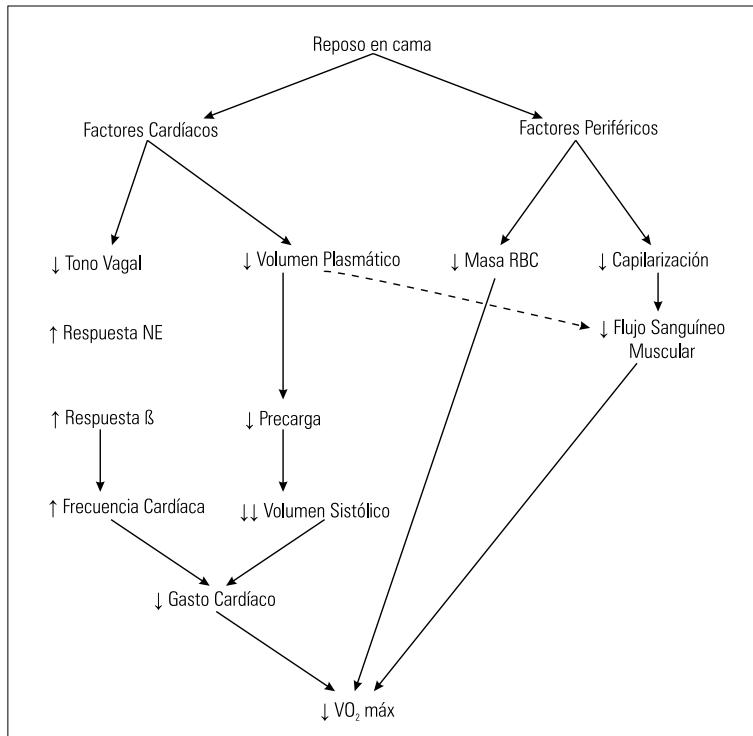 Reposo en cama
Factores Cardíacos
Factores Periféricos
↓ Tono Vagal
↓ Volumen Plasmático
↓ Masa RBC
↓ Capilarización
↑ Respuesta NE
↓ Flujo Sanguíneo
Muscular
↑ Respuesta ß
↓ Precarga
↑ Frecuencia Cardíaca
↓↓ Volumen Sistólico
↓ Gasto Cardíaco
↓ VO₂ máx